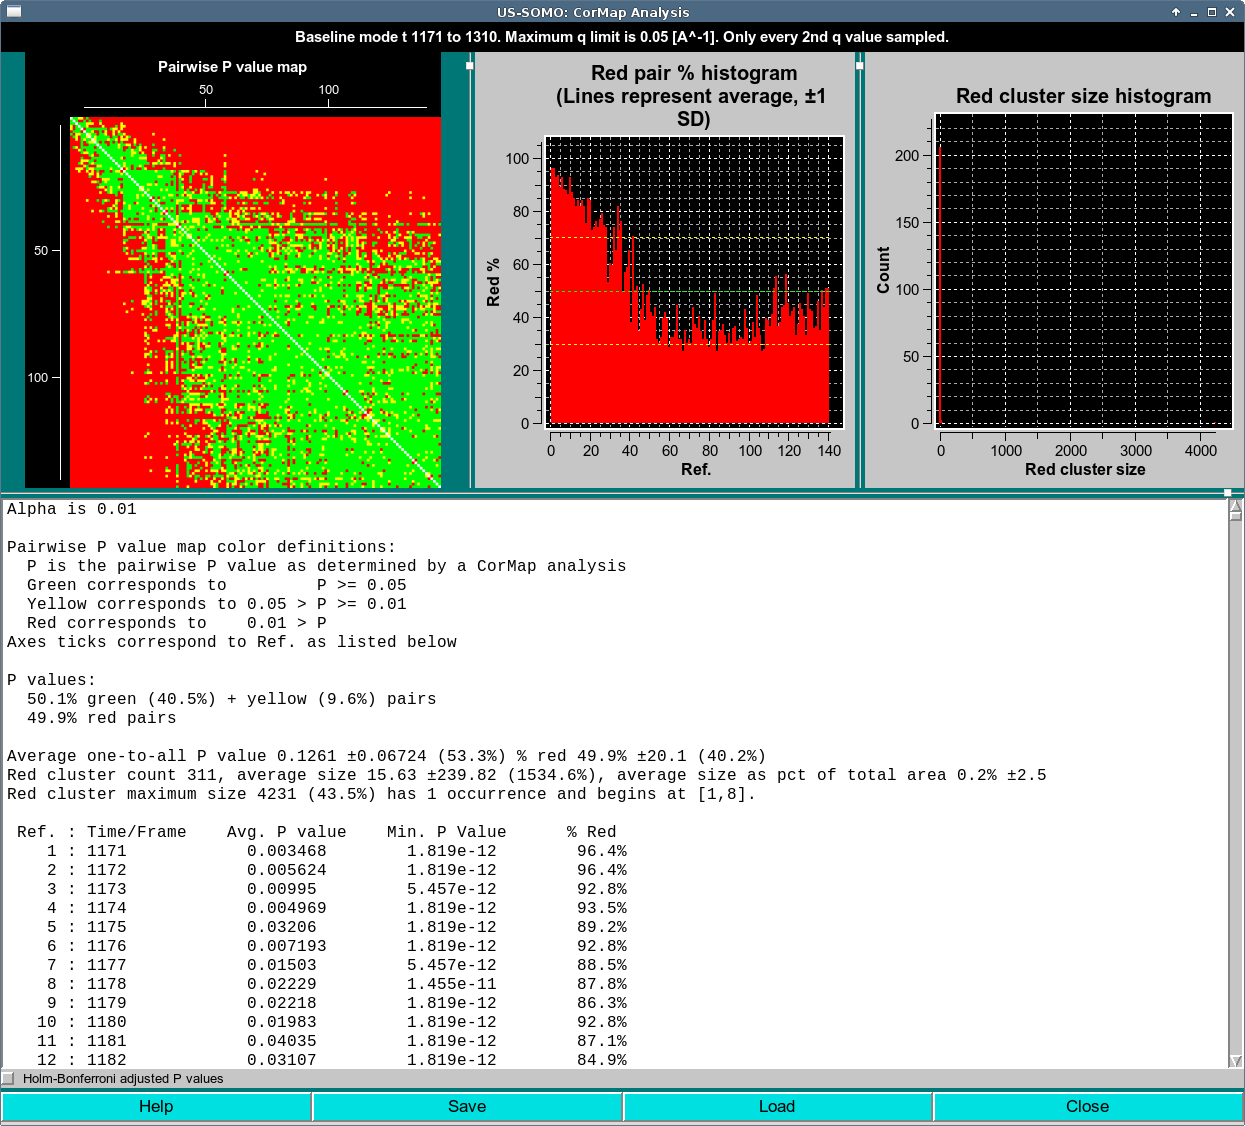 US-SOMO: CorMap Analysis
Baseline mode t 1171 to 1310. Maximum q limit is 0.05 [A^-1]. Only every 2nd q value sampled.
Pairwise P value map
50 100
50
100
Red pair % histogram
(Lines represent average, ±1
SD)
100
80
60
40
20
0
Red %
0 20 40 60 80 100 120 140
Ref.
Red cluster size histogram
200
150
100
50
0
Count
0 1000 2000 3000 4000
Red cluster size
Alpha is 0.01
Pairwise P value map color definitions:
P is the pairwise P value as determined by a CorMap analysis
Green corresponds to P >= 0.05
Yellow corresponds to 0.05 > P >= 0.01
Red corresponds to 0.01 > P
Axes ticks correspond to Ref. as listed below
P values:
50.1% green (40.5%) + yellow (9.6%) pairs
49.9% red pairs
Average one-to-all P value 0.1261 ±0.06724 (53.3%) % red 49.9% ±20.1 (40.2%)
Red cluster count 311, average size 15.63 ±239.82 (1534.6%), average size as pct of total area 0.2% ±2.5
Red cluster maximum size 4231 (43.5%) has 1 occurrence and begins at [1,8].
Ref. : Time/Frame Avg. P value Min. P Value % Red
1 : 1171 0.003468 1.819e-12 96.4%
2 : 1172 0.005624 1.819e-12 96.4%
3 : 1173 0.00995 5.457e-12 92.8%
4 : 1174 0.004969 1.819e-12 93.5%
5 : 1175 0.03206 1.819e-12 89.2%
6 : 1176 0.007193 1.819e-12 92.8%
7 : 1177 0.01503 5.457e-12 88.5%
8 : 1178 0.02229 1.455e-11 87.8%
9 : 1179 0.02218 1.819e-12 86.3%
10 : 1180 0.01983 1.819e-12 92.8%
11 : 1181 0.04035 1.819e-12 87.1%
12 : 1182 0.03107 1.819e-12 84.9%
Holm-Bonferroni adjusted P values
Help Save Load Close